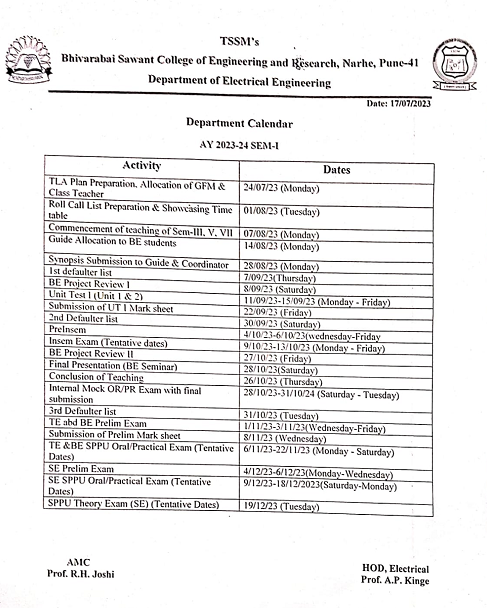 TSSM's
Bhivarabai Sawant College of Engineering and Research, Narhe, Pune-41
Department of Electrical Engineering
Date: 17/07/2023
Department Calendar
AY 2023-24 SEM-I
Activity Dates
TLA Plan Preparation, Allocation of GFM & Class Teacher 24/07/23 (Monday)
Roll Call List Preparation & Showcasing Time table 01/08/23 (Tuesday)
Commencement of teaching of Sem-III, V, VII 07/08/23 (Monday)
Guide Allocation to BE students 14/08/23 (Monday)
Synopsis Submission to Guide & Coordinator 28/08/23 (Monday)
1st defaulter list 7/09/23(Thursday)
BE Project Review I 8/09/23 (Saturday)
Unit Test I (Unit 1 & 2) 11/09/23-15/09/23 (Monday - Friday)
Submission of UT I Mark sheet 22/09/23 (Friday)
2nd Defaulter list 30/09/23 (Saturday)
PreInsem 4/10/23-6/10/23(wednesday-Friday
Insem Exam (Tentative dates) 9/10/23-13/10/23 (Monday - Friday)
BE Project Review II 27/10/23 (Friday)
Final Presentation (BE Seminar) 28/10/23(Saturday)
Conclusion of Teaching 26/10/23 (Thursday)
Internal Mock OR/PR Exam with final submission 28/10/23-31/10/24 (Saturday - Tuesday)
3rd Defaulter list 31/10/23 (Tuesday)
TE abd BE Prelim Exam 1/11/23-3/11/23(Wednesday-Friday)
Submission of Prelim Mark sheet 8/11/23 (Wednesday)
TE &BE SPPU Oral/Practical Exam (Tentative Dates) 6/11/23-22/11/23 (Monday - Saturday)
SE Prelim Exam 4/12/23-6/12/23(Monday-Wednesday)
SE SPPU Oral/Practical Exam (Tentative Dates) 9/12/23-18/12/2023(Saturday-Monday)
SPPU Theory Exam (SE) (Tentative Dates) 19/12/23 (Tuesday)
AMC
Prof. R.H. Joshi
HOD, Electrical
Prof. A.P. Kinge